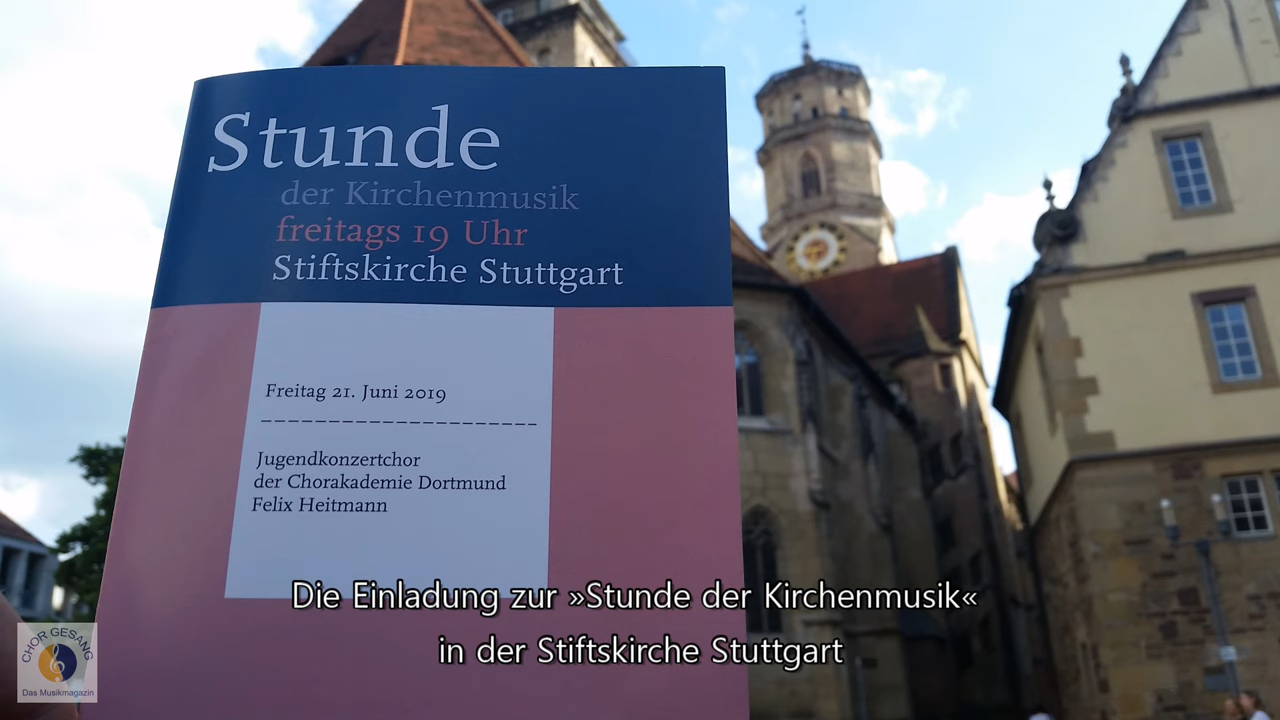 Stunde
der Kirchenmusik
freitags 19 Uhr
Stiftskirche Stuttgart
Freitag 21. Juni 2019
Jugendkonzertchor
der Chorakademie Dortmund
Felix Heitmann
Die Einladung zur »Stunde der Kirchenmusik«
in der Stiftskirche Stuttgart
CHOR GESANG
Das Musikmagazin